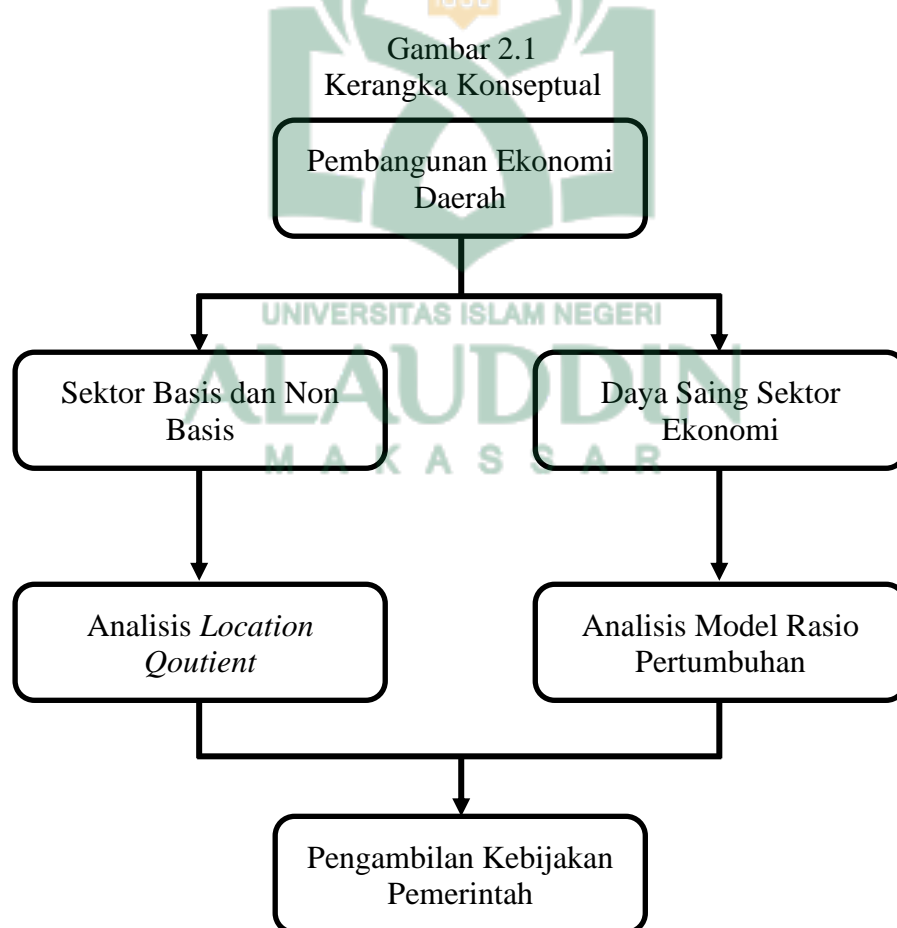 Gambar 2.1
Kerangka Konseptual
Pembangunan Ekonomi
Daerah
UNIVERSITAS ISLAM NEGERI
ALAUDDIN
MAKASSAR
Sektor Basis dan Non
Basis
Daya Saing Sektor
Ekonomi
Analisis Location
Qoutient
Analisis Model Rasio
Pertumbuhan
Pengambilan Kebijakan
Pemerintah